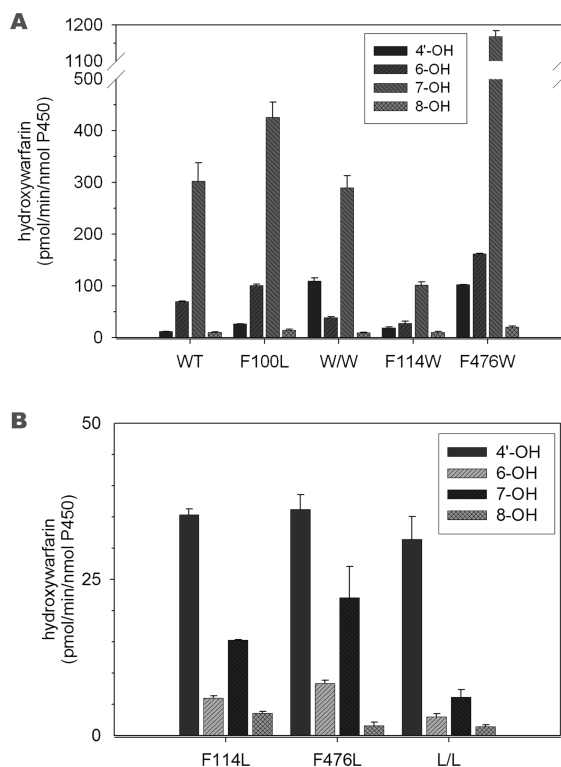 A
1200
1100
500
400
300
200
100
0
hydroxywarfarin
(pmol/min/nmol P450)
4'-OH
6-OH
7-OH
8-OH
WT F100L W/W F114W F476W
B
50
25
0
hydroxywarfarin
(pmol/min/nmol P450)
4'-OH
6-OH
7-OH
8-OH
F114L F476L L/L